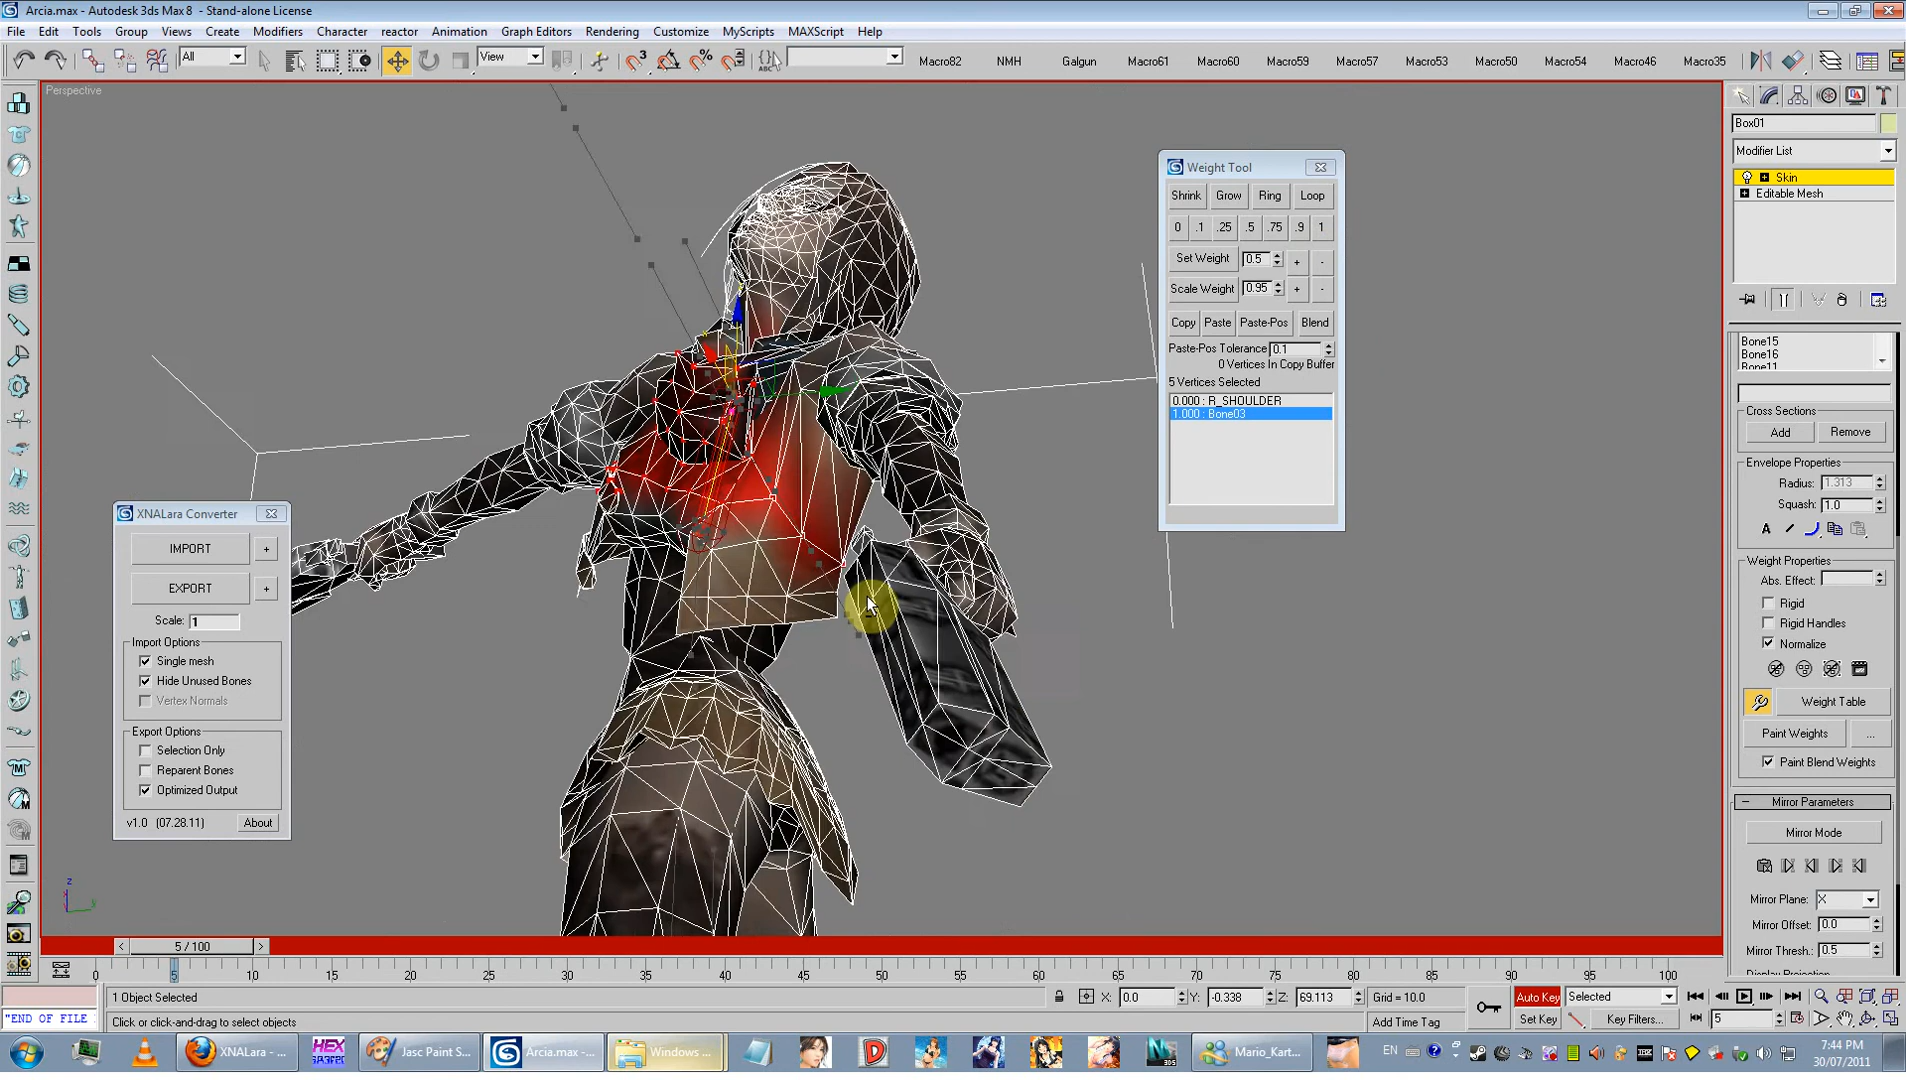 Arcia.max - Autodesk 3ds Max 8 - Stand-alone License
File Edit Tools Group Views Create Modifiers Character reactor Animation Graph Editors Rendering Customize MyScripts MAXScript Help
All View Macro82 NMH Galgun Macro61 Macro60 Macro59 Macro57 Macro53 Macro50 Macro54 Macro46 Macro35
Perspective
Box01
Modifier List
Skin
Editable Mesh
Weight Tool
Shrink Grow Ring Loop
0 .1 .25 .5 .75 .9 1
Set Weight 0.5 + -
Scale Weight 0.95 + -
Copy Paste Paste-Pos Blend
Paste-Pos Tolerance 0.1
0 Vertices In Copy Buffer
5 Vertices Selected
0.000 : R_SHOULDER
1.000 : Bone03
XNALara Converter
IMPORT +
EXPORT +
Scale: 1
Import Options
Single mesh
Hide Unused Bones
Vertex Normals
Export Options
Selection Only
Reparent Bones
Optimized Output
v1.0 (07.28.11) About
Bone15
Bone16
Bone11
Cross Sections
Add Remove
Envelope Properties
Radius: 1.313
Squash: 1.0
A
Weight Properties
Abs. Effect:
Rigid
Rigid Handles
Normalize
Weight Table
Paint Weights ...
Paint Blend Weights
Mirror Parameters
Mirror Mode
Mirror Plane: X
Mirror Offset: 0.0
Mirror Thresh.: 0.5
Display Projection
z
5 / 100
0 5 10 15 20 25 30 35 40 45 50 55 60 65 70 75 80 85 90 95 100
1 Object Selected X: 0.0 Y: -0.338 Z: 69.113 Grid = 10.0 Auto Key Selected
"END OF FILE Click or click-and-drag to select objects Add Time Tag Set Key Key Filters... 5
XNALara - ... HEX Jasc Paint S... Arcia.max -... Windows ... Mario_Kart... EN
7:44 PM
30/07/2011